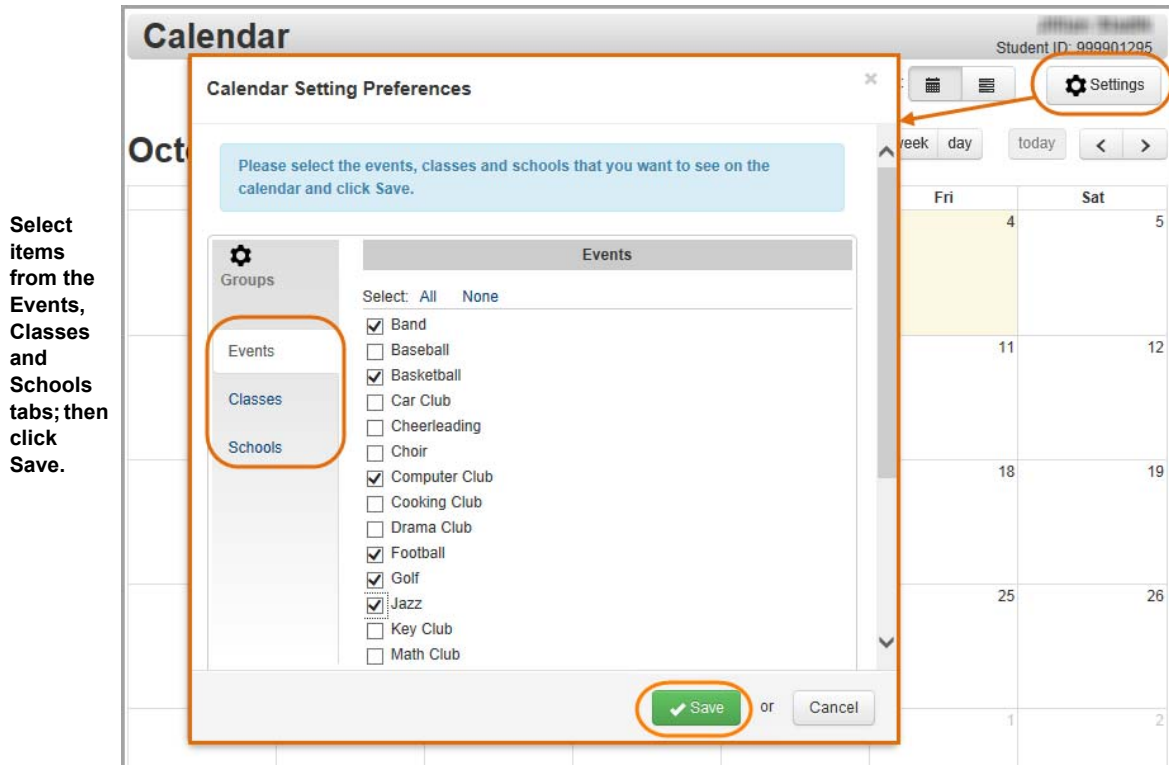 Calendar
Student ID: 999901295
Calendar Setting Preferences
×
Settings
day
today
Please select the events, classes and schools that you want to see on the
calendar and click Save.
Fri
Sat
Select
items
from the
Events,
Classes
and
Schools
tabs; then
click
Save.
Groups
Events
Classes
Schools
Events
Select: All None
Band
Baseball
Basketball
Car Club
Cheerleading
Choir
Computer Club
Cooking Club
Drama Club
Football
Golf
Jazz
Key Club
Math Club
4
5
11
12
18
19
25
26
1
2
Save
or
Cancel